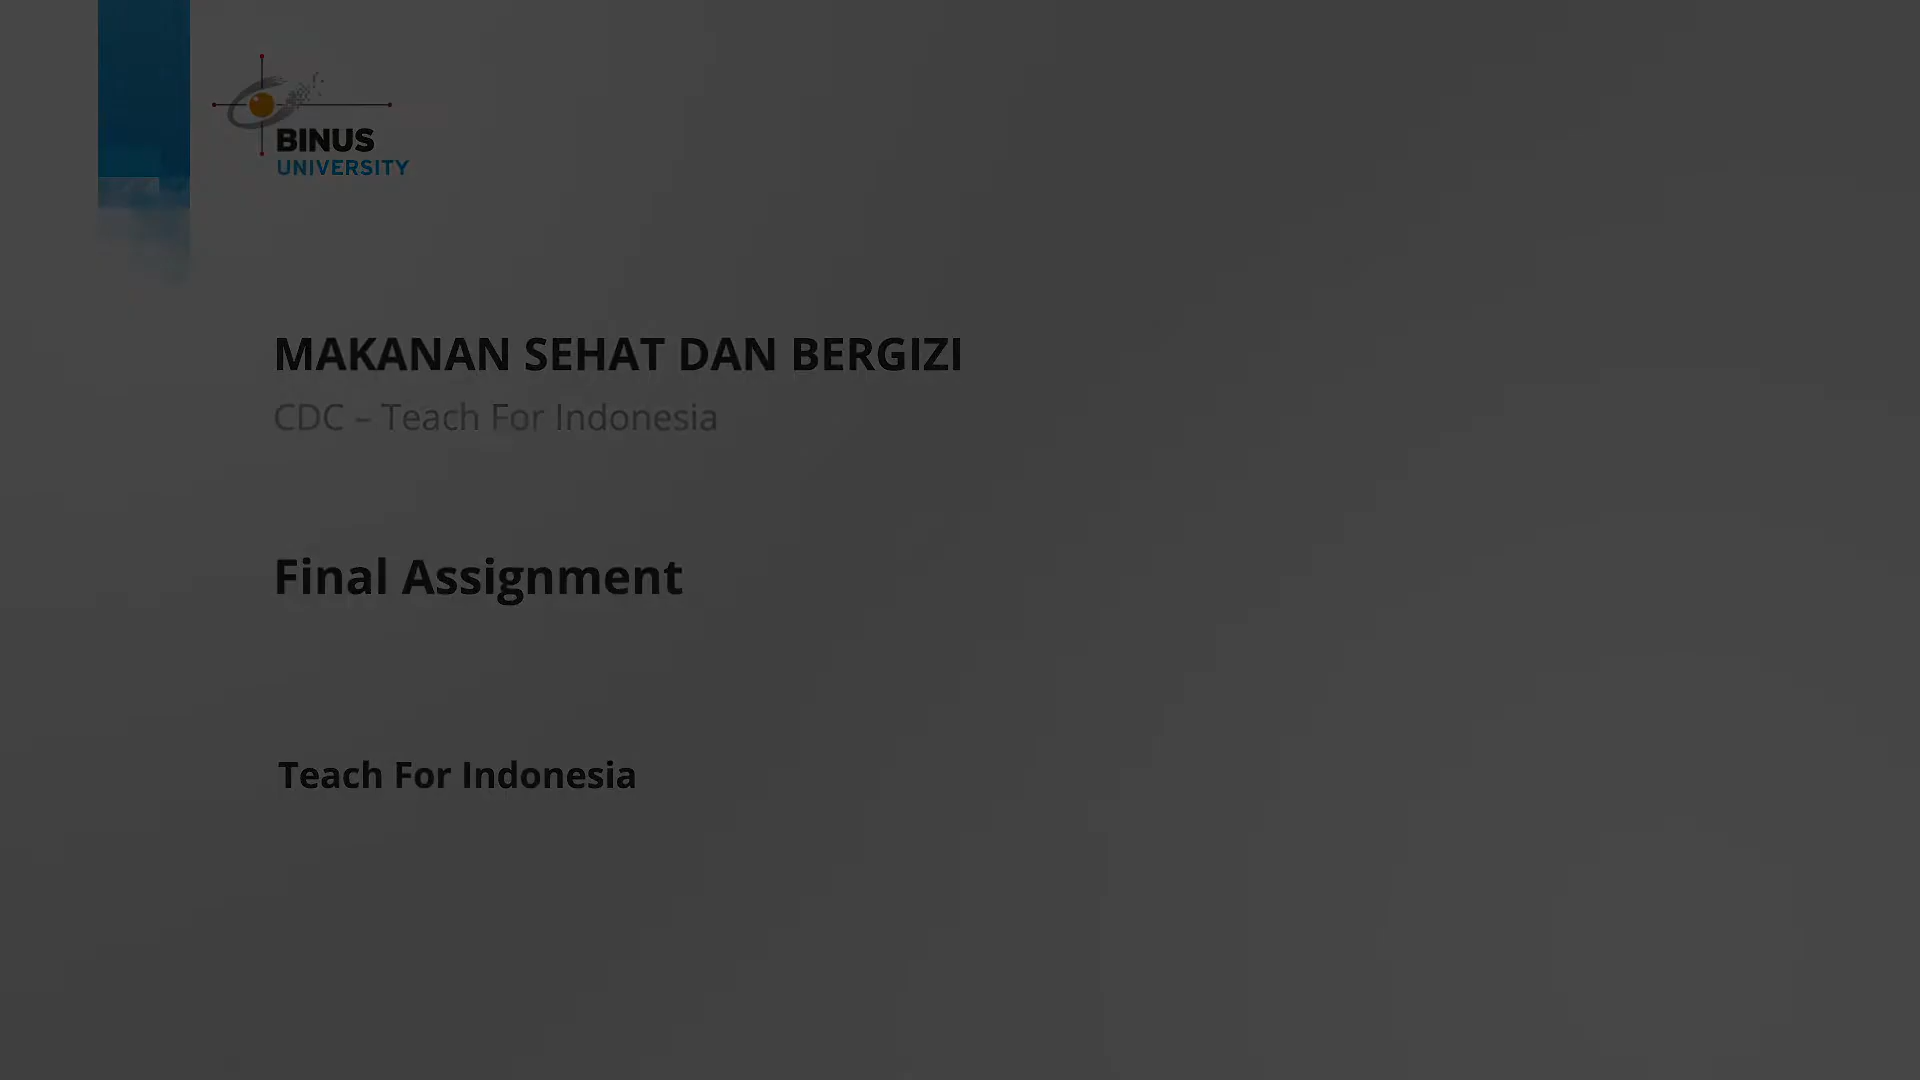 BINUS
UNIVERSITY
MAKANAN SEHAT DAN BERGIZI
CDC – Teach For Indonesia
Final Assignment
Teach For Indonesia